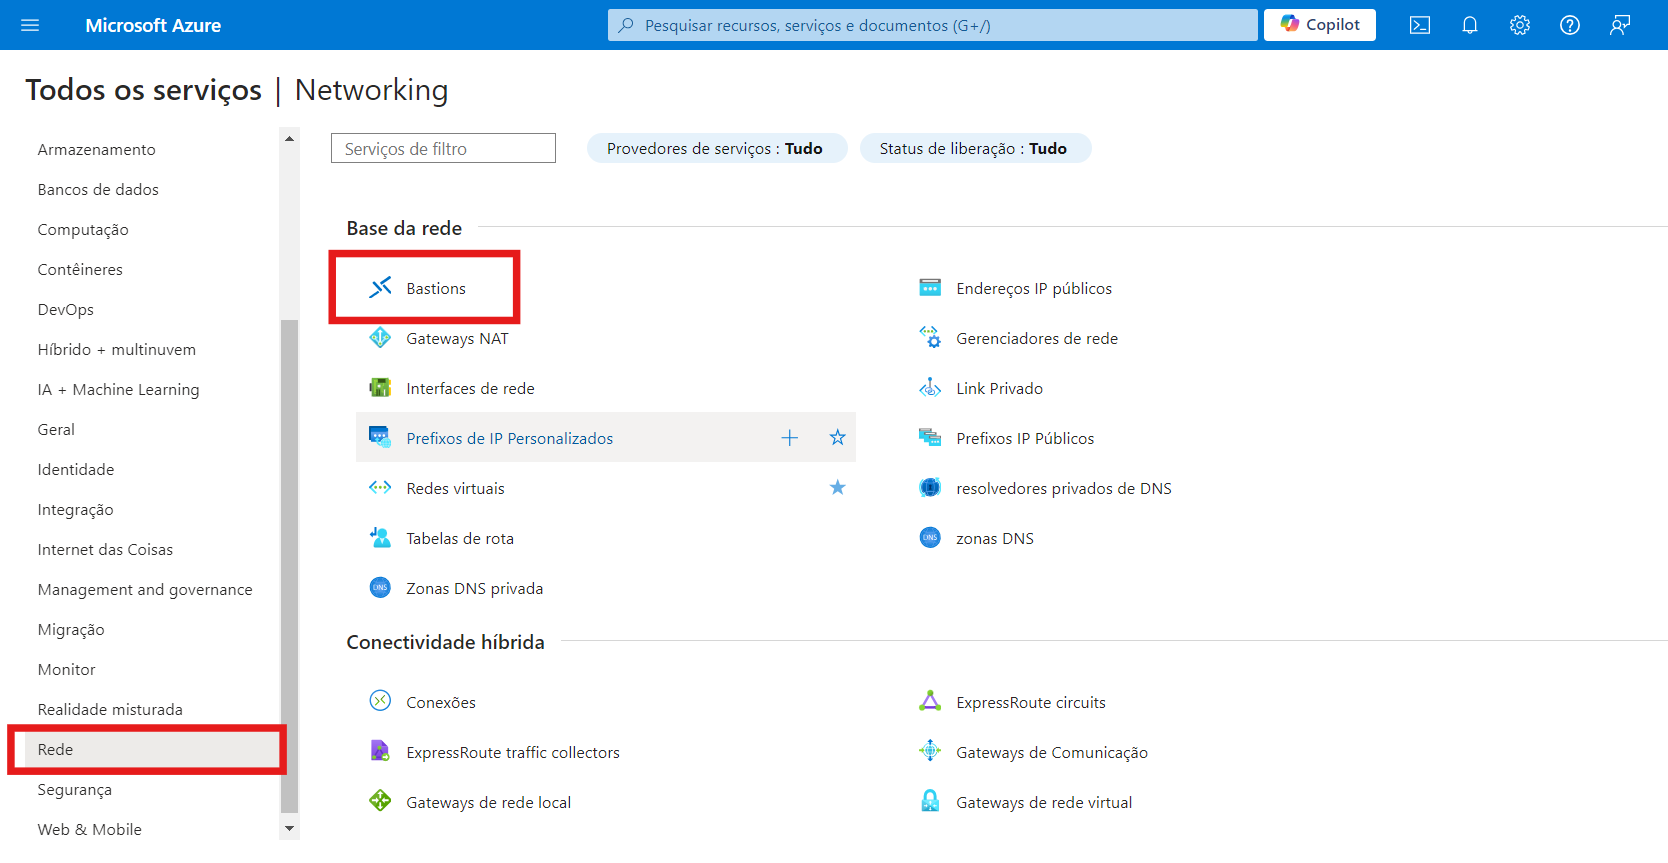 Microsoft Azure
Pesquisar recursos, serviços e documentos (G+/)
Copilot
Todos os serviços | Networking
Armazenamento
Bancos de dados
Computação
Contêineres
DevOps
Híbrido + multinuvem
IA + Machine Learning
Geral
Identidade
Integração
Internet das Coisas
Management and governance
Migração
Monitor
Realidade misturada
Rede
Segurança
Web & Mobile
Serviços de filtro
Provedores de serviços : Tudo
Status de liberação : Tudo
Base da rede
Bastions
Endereços IP públicos
Gateways NAT
Gerenciadores de rede
Interfaces de rede
Link Privado
Prefixos de IP Personalizados
Prefixos IP Públicos
Redes virtuais
resolvedores privados de DNS
Tabelas de rota
DNS
zonas DNS
DNS
Zonas DNS privada
Conectividade híbrida
Conexões
ExpressRoute circuits
ExpressRoute traffic collectors
Gateways de Comunicação
Gateways de rede local
Gateways de rede virtual